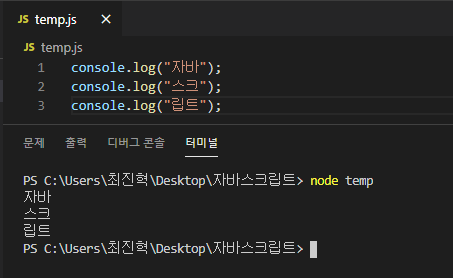 JS temp.js ×
JS temp.js
1 console.log("자바");
2 console.log("스크");
3 console.log("립트");
문제 출력 디버그 콘솔 터미널
PS C:\Users\최진혁\Desktop\자바스크립트> node temp
자바
스크
립트
PS C:\Users\최진혁\Desktop\자바스크립트>